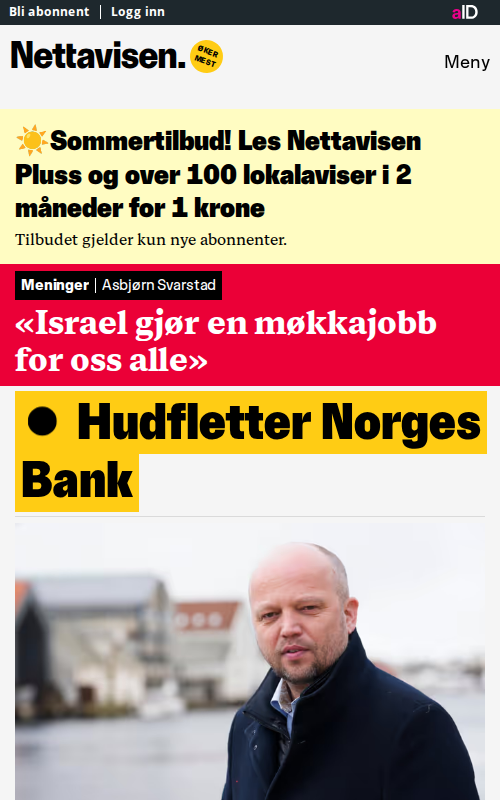 Bli abonnent | Logg inn
aID
Nettavisen.
ØKER
MEST
Meny
☀️Sommertilbud! Les Nettavisen
Pluss og over 100 lokalaviser i 2
måneder for 1 krone
Tilbudet gjelder kun nye abonnenter.
Meninger | Asbjørn Svarstad
«Israel gjør en møkkajobb
for oss alle»
● Hudfletter Norges
Bank